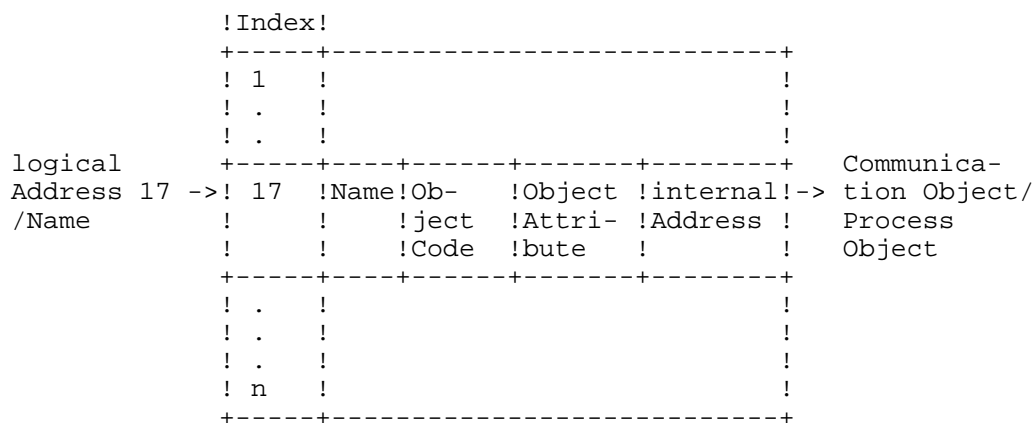 !Index!
+-----+----------------------------+
! 1 ! !
! . ! !
! . ! !
logical +-----+----+------+-------+--------+ Communica-
Address 17 ->! 17 !Name!Ob- !Object !internal!-> tion Object/
/Name ! ! !ject !Attri- !Address ! Process
! ! !Code !bute ! ! Object
+-----+----+------+-------+--------+
! . ! !
! . ! !
! . ! !
! n ! !
+-----+----------------------------+